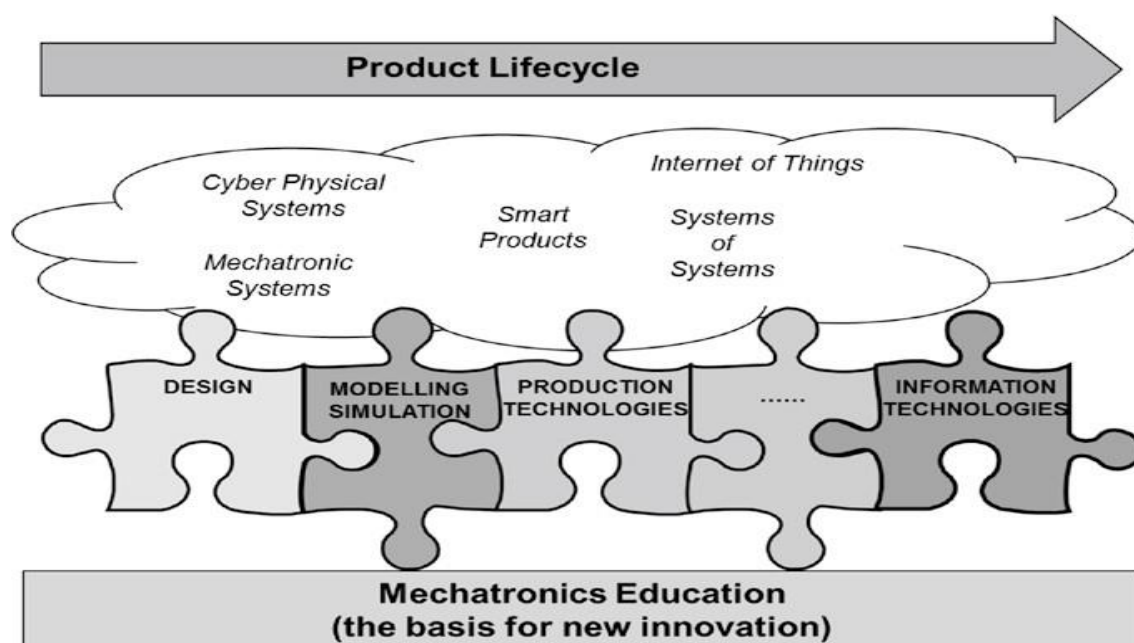 Product Lifecycle
Internet of Things
Cyber Physical
Systems
Smart
Products
Systems
of
Systems
Mechatronic
Systems
DESIGN
MODELLING
SIMULATION
PRODUCTION
TECHNOLOGIES
......
INFORMATION
TECHNOLOGIES
Mechatronics Education
(the basis for new innovation)